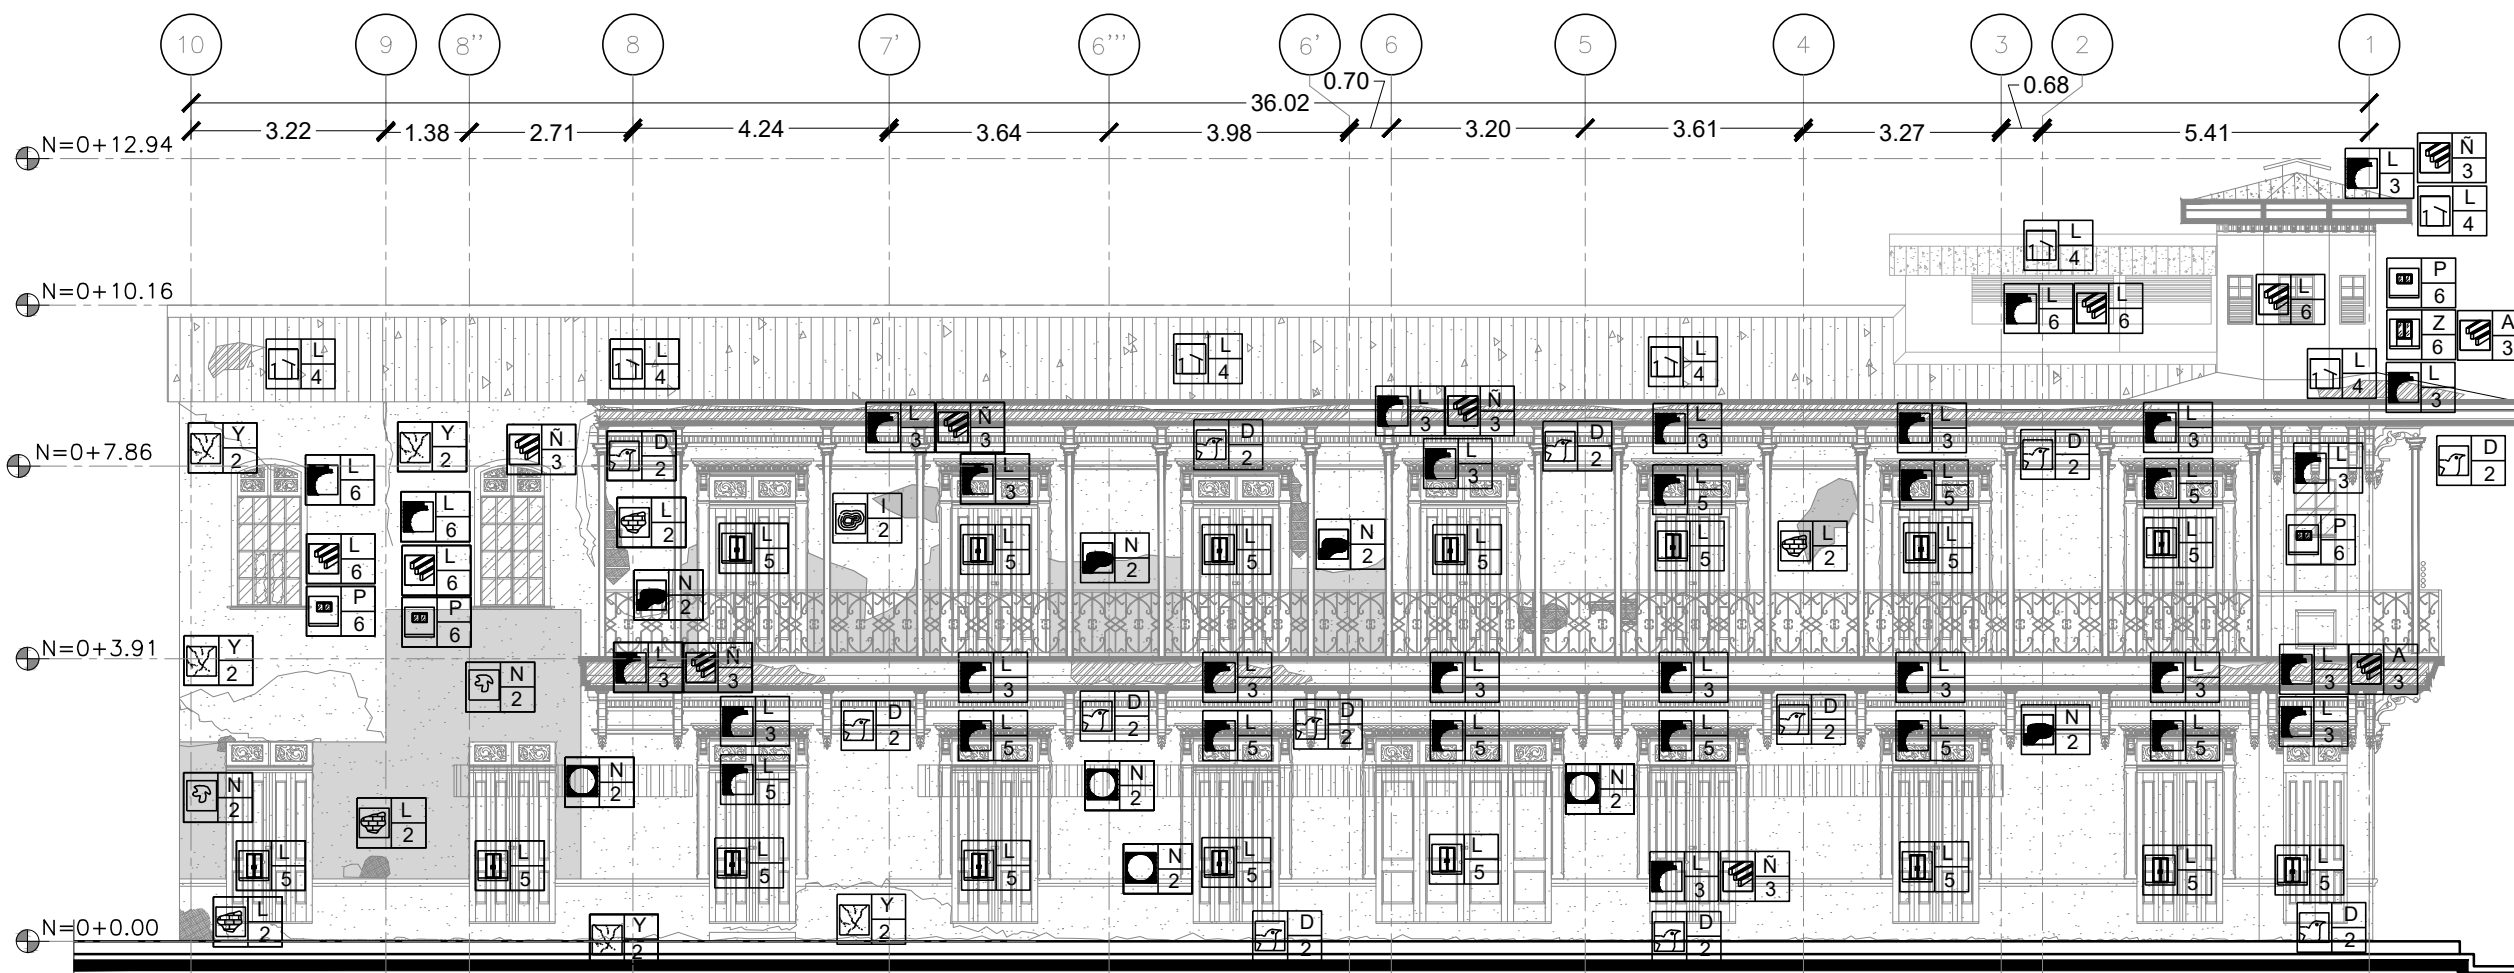 10 9 8'' 8 7' 6''' 6' 6 5 4 3 2 1
0.70 0.68
36.02
3.22 1.38 2.71 4.24 3.64 3.98 3.20 3.61 3.27 5.41
N=0+12.94
L Ñ
3 3
L
4
L
4
N=0+10.16
P
6
L L L
6 6 6
Z A
6 3
L L L L
4 4 4 4
L L
4 3
L Ñ L Ñ L L L
3 3 3 3 3 3 3
Y Y Ñ D D D D D
2 2 3 2 2 2 2 2
N=0+7.86
L L L L L L L
6 3 3 5 5 5 3
L L I
6 2 2
L L L L L L L L
5 5 5 5 5 5 5 2
N N P
2 2 6
L L
6 6
P P N
6 6 2
N=0+3.91
Y L Ñ L L L L L L L A
2 3 3 3 3 3 3 3 3 3 3
N
2
L D D D D N L
3 2 2 2 2 2 3
L L L L L L
5 5 5 5 5 5
N N N N L
2 2 2 2 5
L
2
L L L L L L L L L
5 5 5 5 5 5 5 5 5
N L Ñ
2 3 3
L Y Y D D D
2 2 2 2 2 2
N=0+0.00